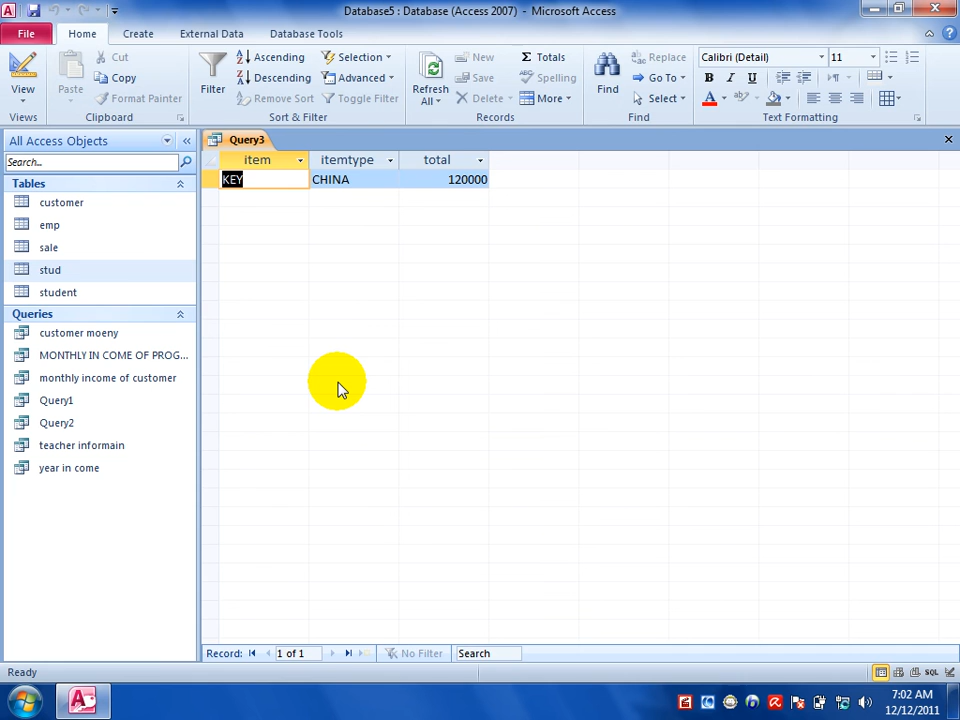 Database5 : Database (Access 2007) - Microsoft Access
File Home Create External Data Database Tools
View
Views
Paste
Cut
Copy
Format Painter
Clipboard
Filter
Ascending
Descending
Remove Sort
Selection
Advanced
Toggle Filter
Sort & Filter
Refresh
All
New
Save
Delete
Totals
Spelling
More
Records
Find
Replace
Go To
Select
Find
Calibri (Detail) 11
B I U
A ab
Text Formatting
All Access Objects
Search...
Tables
customer
emp
sale
stud
student
Queries
customer moeny
MONTHLY IN COME OF PROG...
monthly income of customer
Query1
Query2
teacher informain
year in come
Query3
item itemtype total
KEY CHINA 120000
Record: 1 of 1 No Filter Search
Ready
SQL
7:02 AM
12/12/2011